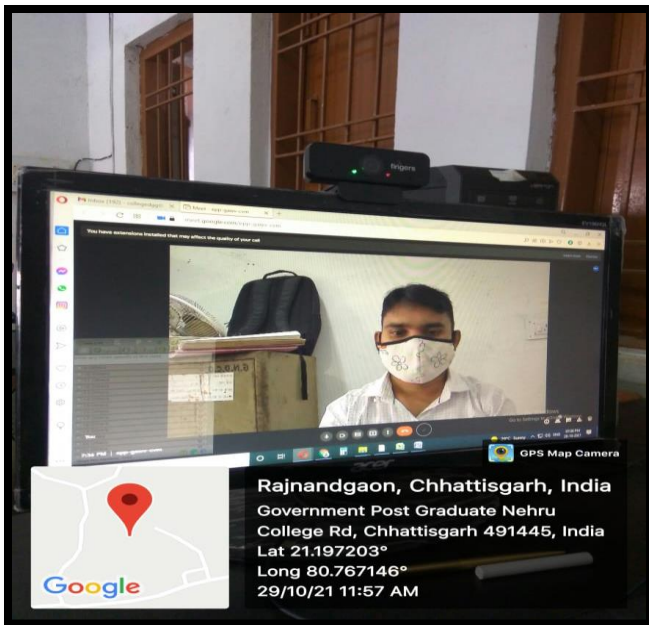 fingers
You have extensions installed that may affect the quality of your call
You
acer
GPS Map Camera
Google
Rajnandgaon, Chhattisgarh, India
Government Post Graduate Nehru
College Rd, Chhattisgarh 491445, India
Lat 21.197203°
Long 80.767146°
29/10/21 11:57 AM